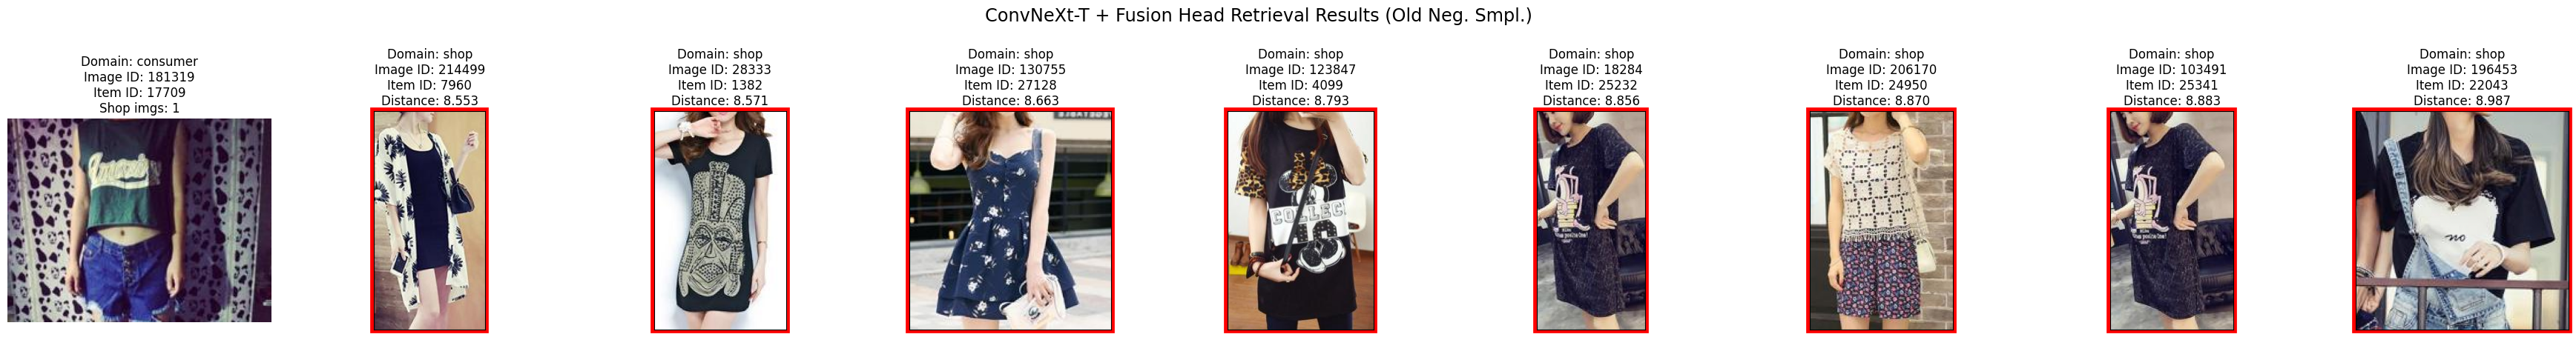 ConvNeXt-T + Fusion Head Retrieval Results (Old Neg. Smpl.)
Domain: consumer
Image ID: 181319
Item ID: 17709
Shop imgs: 1
Domain: shop
Image ID: 214499
Item ID: 7960
Distance: 8.553
Domain: shop
Image ID: 28333
Item ID: 1382
Distance: 8.571
Domain: shop
Image ID: 130755
Item ID: 27128
Distance: 8.663
Domain: shop
Image ID: 123847
Item ID: 4099
Distance: 8.793
Domain: shop
Image ID: 18284
Item ID: 25232
Distance: 8.856
Domain: shop
Image ID: 206170
Item ID: 24950
Distance: 8.870
Domain: shop
Image ID: 103491
Item ID: 25341
Distance: 8.883
Domain: shop
Image ID: 196453
Item ID: 22043
Distance: 8.987
COLLEC
no